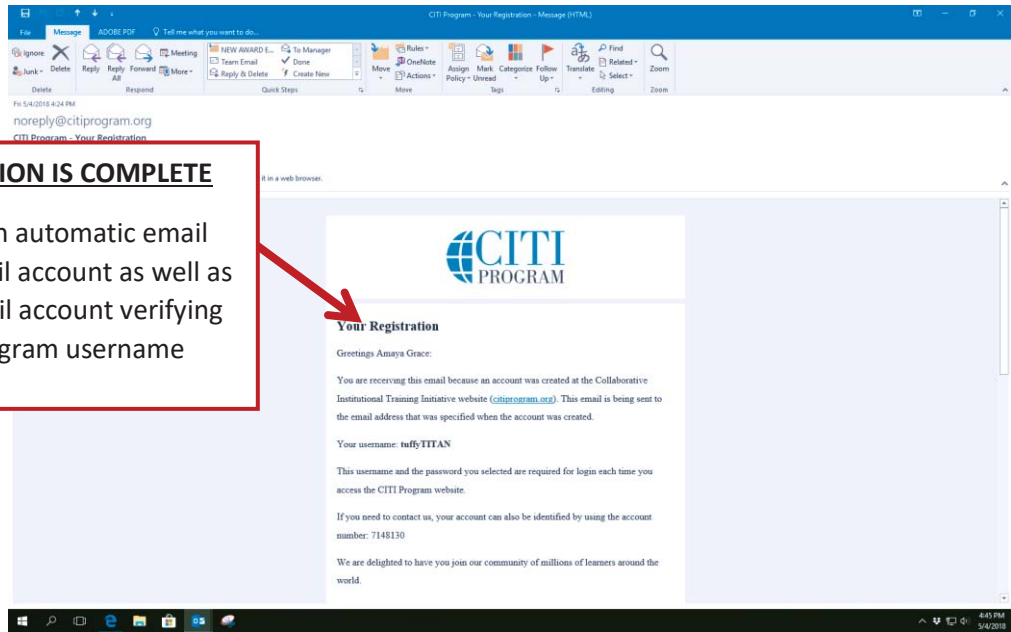 CITI Program - Your Registration - Message (HTML)
File Message ADOBE PDF Tell me what you want to do...
Ignore
Junk
Delete
Reply
Reply All
Forward
Meeting
More
NEW AWARD E...
Team Email
Reply & Delete
To Manager
Done
Create New
Move
Rules
OneNote
Actions
Assign Policy
Mark Unread
Categorize
Follow Up
Translate
Find
Related
Select
Zoom
Delete Respond Quick Steps Move Tags Editing Zoom
Fri 5/4/2018 4:24 PM
noreply@citiprogram.org
CITI Program - Your Registration
it in a web browser.
ION IS COMPLETE
n automatic email
il account as well as
il account verifying
gram username
CITI
PROGRAM
Your Registration
Greetings Amaya Grace:
You are receiving this email because an account was created at the Collaborative
Institutional Training Initiative website (citiprogram.org). This email is being sent to
the email address that was specified when the account was created.
Your username: tuffyTITAN
This username and the password you selected are required for login each time you
access the CITI Program website.
If you need to contact us, your account can also be identified by using the account
number: 7148130
We are delighted to have you join our community of millions of learners around the
world.
4:45 PM
5/4/2018